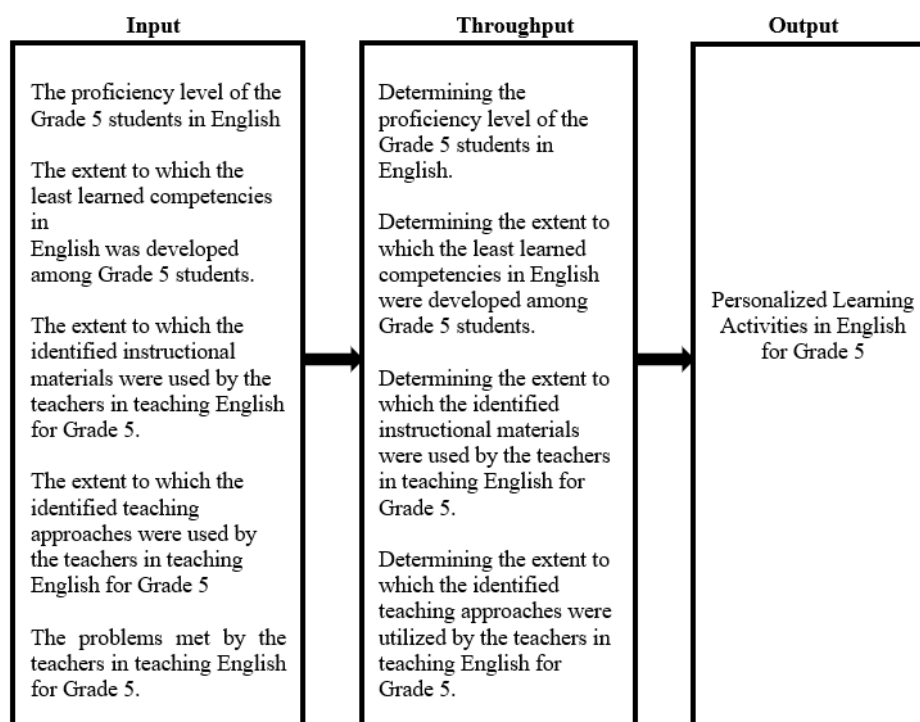 Input
The proficiency level of the
Grade 5 students in English
The extent to which the
least learned competencies
in
English was developed
among Grade 5 students.
The extent to which the
identified instructional
materials were used by the
teachers in teaching English
for Grade 5.
The extent to which the
identified teaching
approaches were used by
the teachers in teaching
English for Grade 5
The problems met by the
teachers in teaching English
for Grade 5.
Throughput
Determining the
proficiency level of the
Grade 5 students in
English.
Determining the extent to
which the least learned
competencies in English
were developed among
Grade 5 students.
Determining the extent to
which the identified
instructional materials
were used by the teachers
in teaching English for
Grade 5.
Determining the extent to
which the identified
teaching approaches were
utilized by the teachers in
teaching English for
Grade 5.
Output
Personalized Learning
Activities in English
for Grade 5